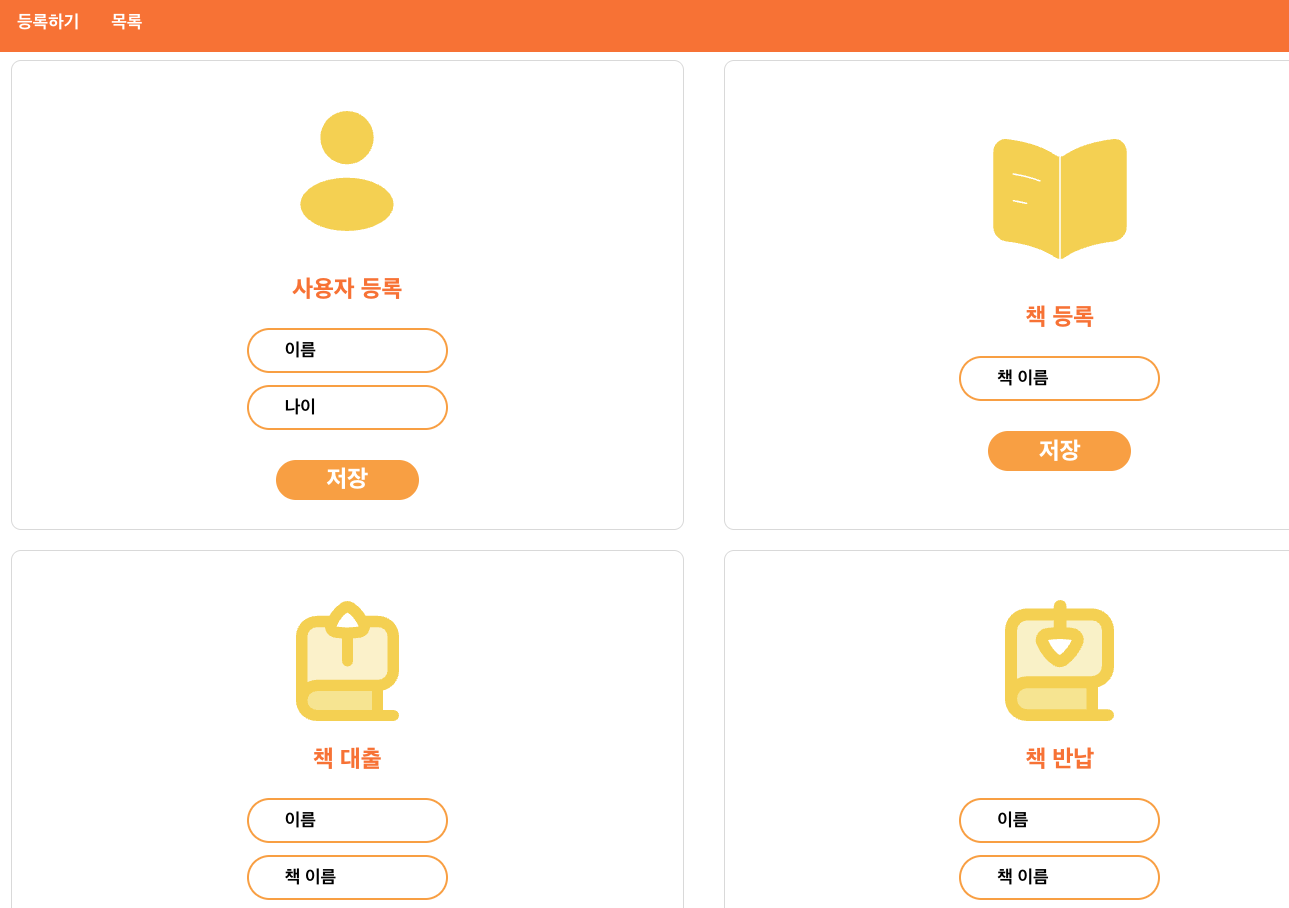 등록하기 목록
사용자 등록
이름
나이
저장
책 등록
책 이름
저장
책 대출
이름
책 이름
책 반납
이름
책 이름